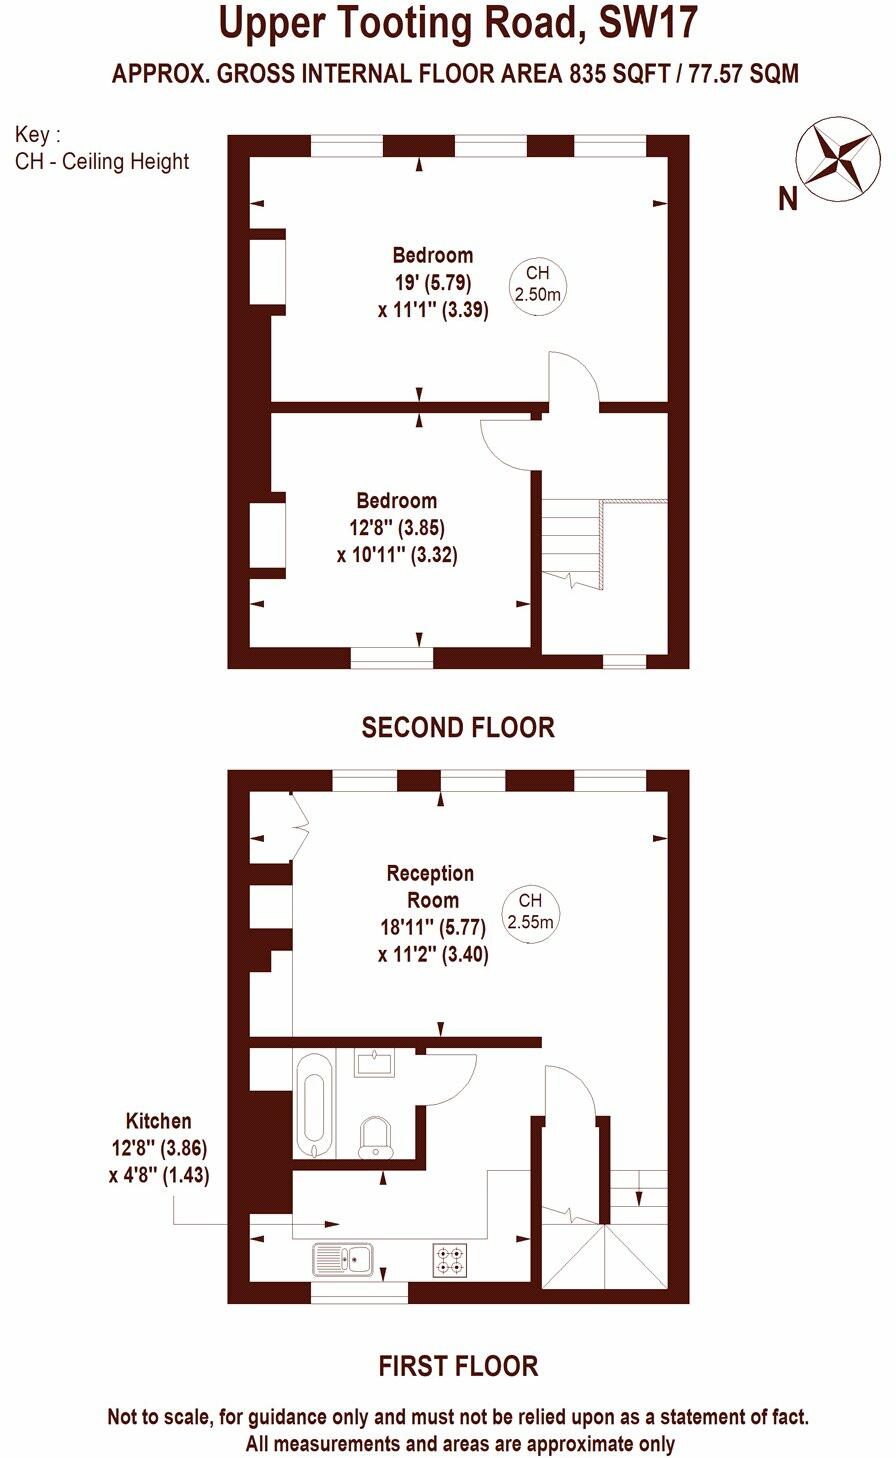 Upper Tooting Road, SW17
APPROX. GROSS INTERNAL FLOOR AREA 835 SQFT / 77.57 SQM
Key :
CH - Ceiling Height
N
Bedroom
19' (5.79)
x 11'1" (3.39)
CH
2.50m
Bedroom
12'8" (3.85)
x 10'11" (3.32)
SECOND FLOOR
Reception
Room
18'11" (5.77)
x 11'2" (3.40)
CH
2.55m
Kitchen
12'8" (3.86)
x 4'8" (1.43)
FIRST FLOOR
Not to scale, for guidance only and must not be relied upon as a statement of fact.
All measurements and areas are approximate only